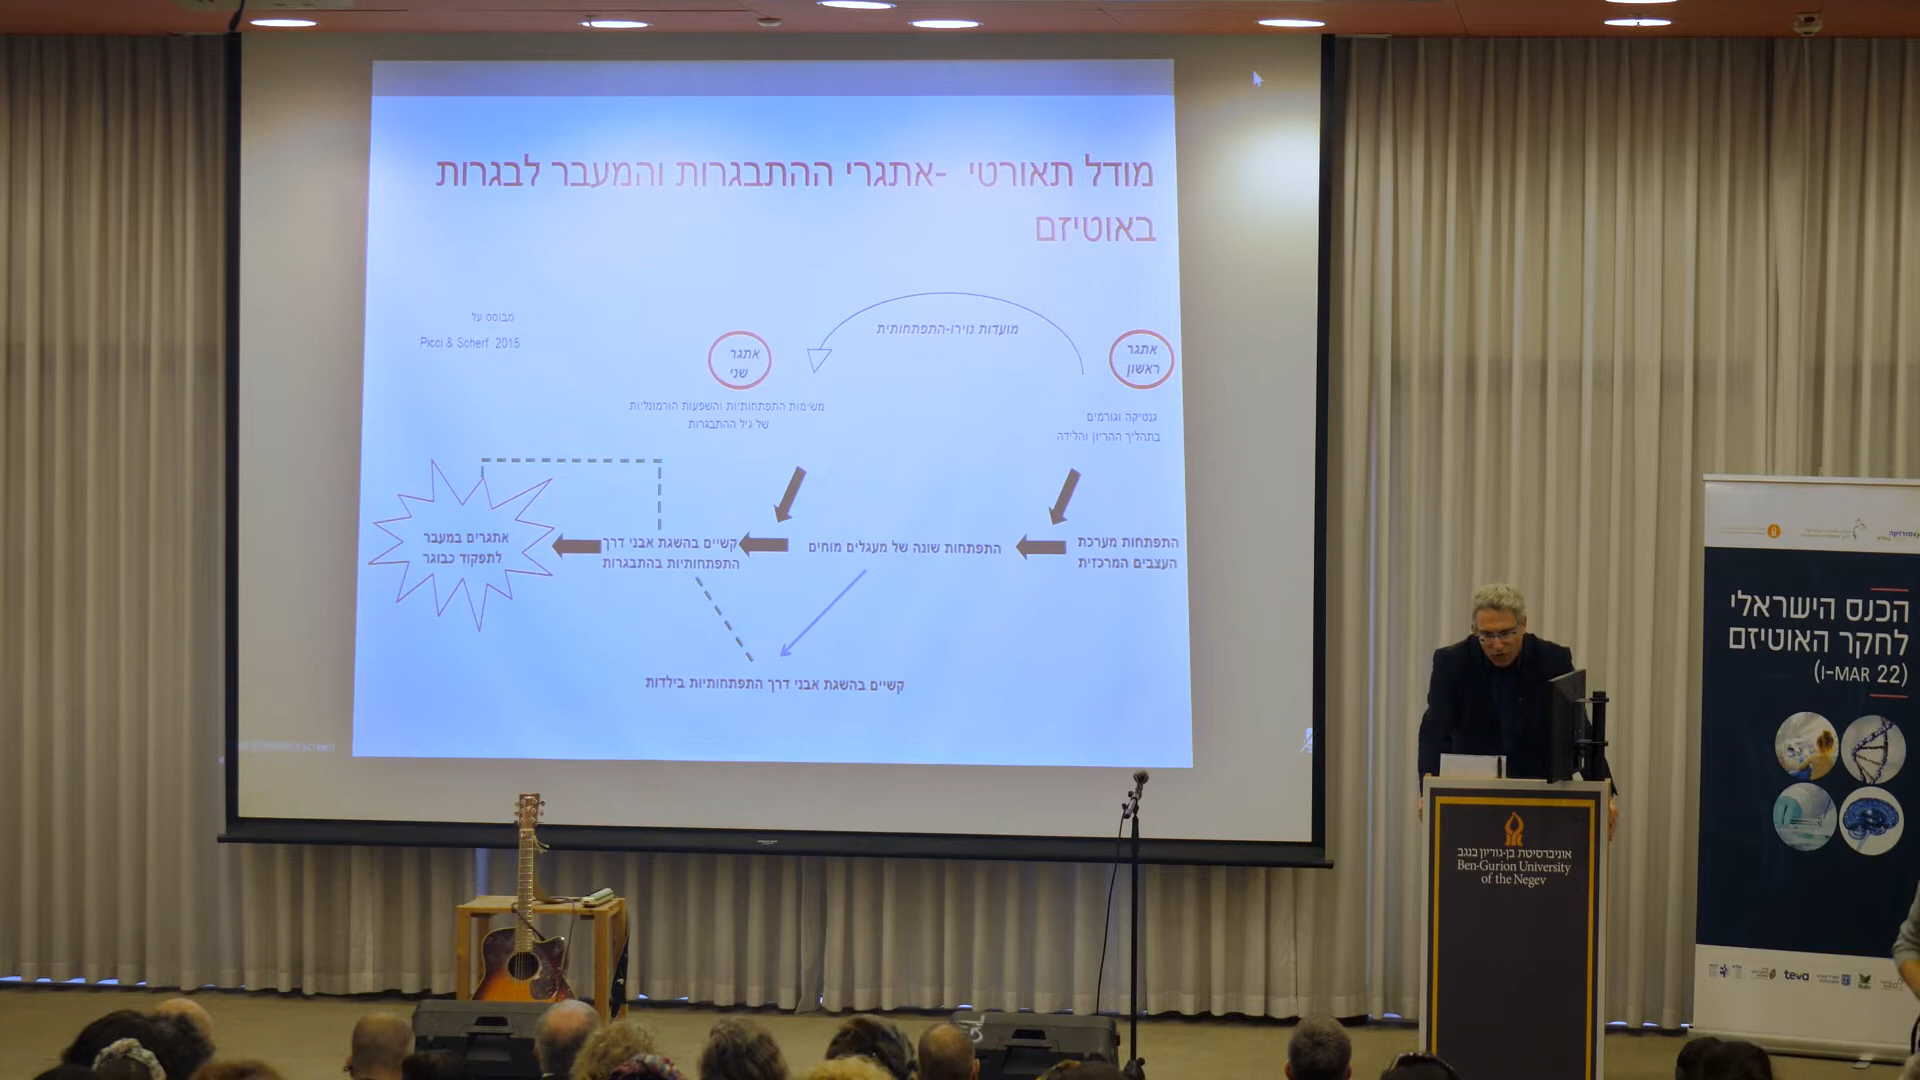 מודל תאורטי -אתגרי ההתבגרות והמעבר לבגרות
באוטיזם
מבוסס על
Picci & Scherf. 2015
אתגר
ראשון
מועדות נוירו-התפתחותית
אתגר
שני
גנטיקה וגורמים
בתהליך ההריון והלידה
משימות התפתחותיות והשפעות הורמונליות
של גיל ההתבגרות
התפתחות מערכת
העצבים המרכזית
התפתחות שונה של מעגלים מוחים
קשיים בהשגת אבני דרך
התפתחותיות בהתבגרות
אתגרים במעבר
לתפקוד כבוגר
קשיים בהשגת אבני דרך התפתחותיות בילדות
סורוקה
הכנס הישראלי
לחקר האוטיזם
(I-MAR 22)
teva
אוניברסיטת בן-גוריון בנגב
Ben-Gurion University
of the Negev